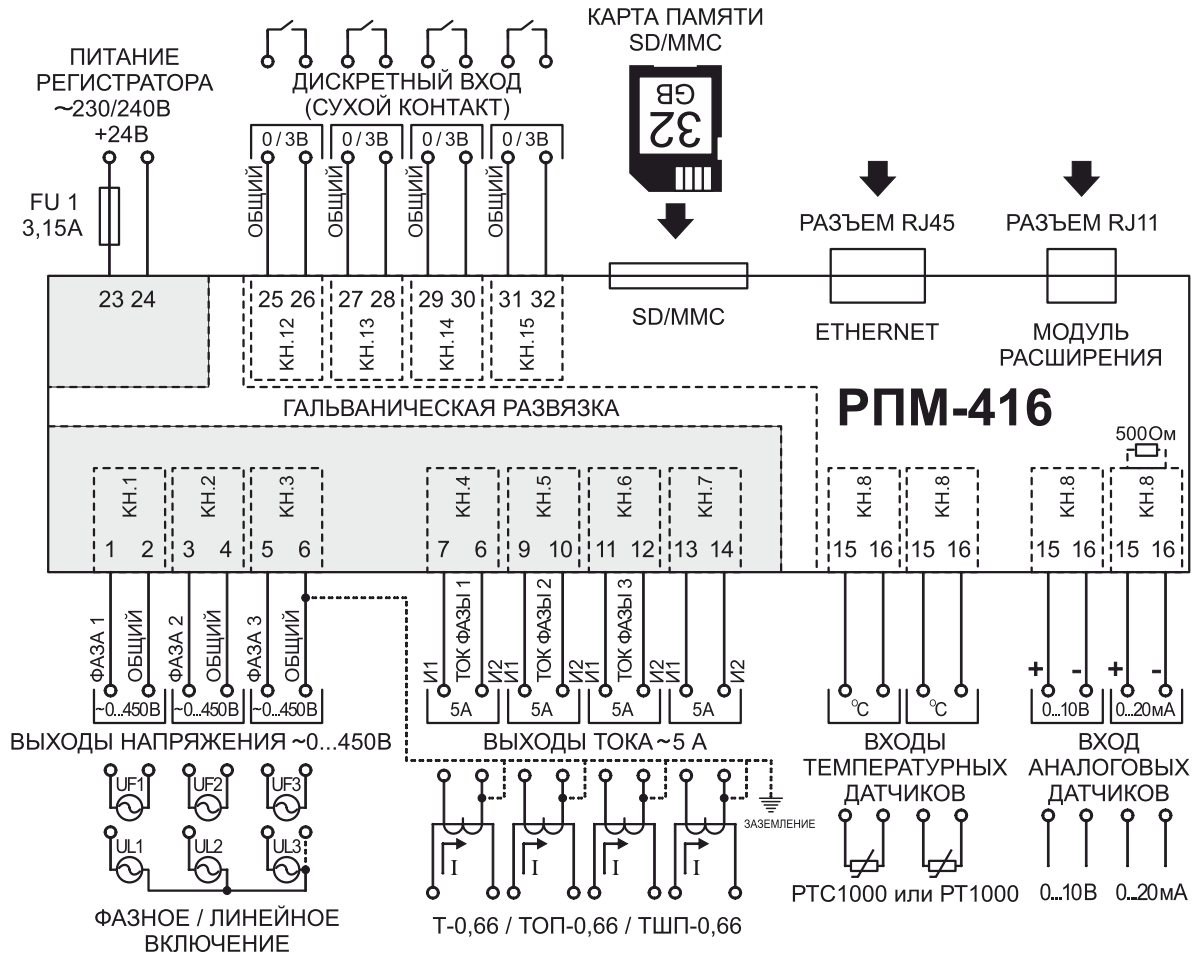 КАРТА ПАМЯТИ
SD/MMC
32
GB
ПИТАНИЕ
РЕГИСТРАТОРА
~230/240В
+24В
FU 1
3,15А
ДИСКРЕТНЫЙ ВХОД
(СУХОЙ КОНТАКТ)
0 / 3В
0 / 3В
0 / 3В
0 / 3В
ОБЩИЙ
ОБЩИЙ
ОБЩИЙ
ОБЩИЙ
РАЗЪЕМ RJ45
РАЗЪЕМ RJ11
23 24
25 26
27 28
29 30
31 32
КН.12
КН.13
КН.14
КН.15
SD/MMC
ETHERNET
МОДУЛЬ
РАСШИРЕНИЯ
ГАЛЬВАНИЧЕСКАЯ РАЗВЯЗКА
РПМ-416
500Ом
КН.1
КН.2
КН.3
КН.4
КН.5
КН.6
КН.7
КН.8
КН.8
КН.8
КН.8
1 2
3 4
5 6
7 6
9 10
11 12
13 14
15 16
15 16
15 16
15 16
ФАЗА 1
ОБЩИЙ
ФАЗА 2
ОБЩИЙ
ФАЗА 3
ОБЩИЙ
И1
ТОК ФАЗЫ 1
И2
И1
ТОК ФАЗЫ 2
И2
И1
ТОК ФАЗЫ 3
И2
И1
И2
+ -
+ -
~0...450В
~0...450В
~0...450В
5А
5А
5А
5А
°С
°С
0...10В
0...20мА
ВЫХОДЫ НАПРЯЖЕНИЯ ~0...450В
ВЫХОДЫ ТОКА ~5 А
ВХОДЫ
ТЕМПЕРАТУРНЫХ
ДАТЧИКОВ
ВХОД
АНАЛОГОВЫХ
ДАТЧИКОВ
UF1
UF2
UF3
UL1
UL2
UL3
I
I
I
I
ЗАЗЕМЛЕНИЕ
ФАЗНОЕ / ЛИНЕЙНОЕ
ВКЛЮЧЕНИЕ
Т-0,66 / ТОП-0,66 / ТШП-0,66
РТС1000 или РТ1000
0...10В
0...20мА